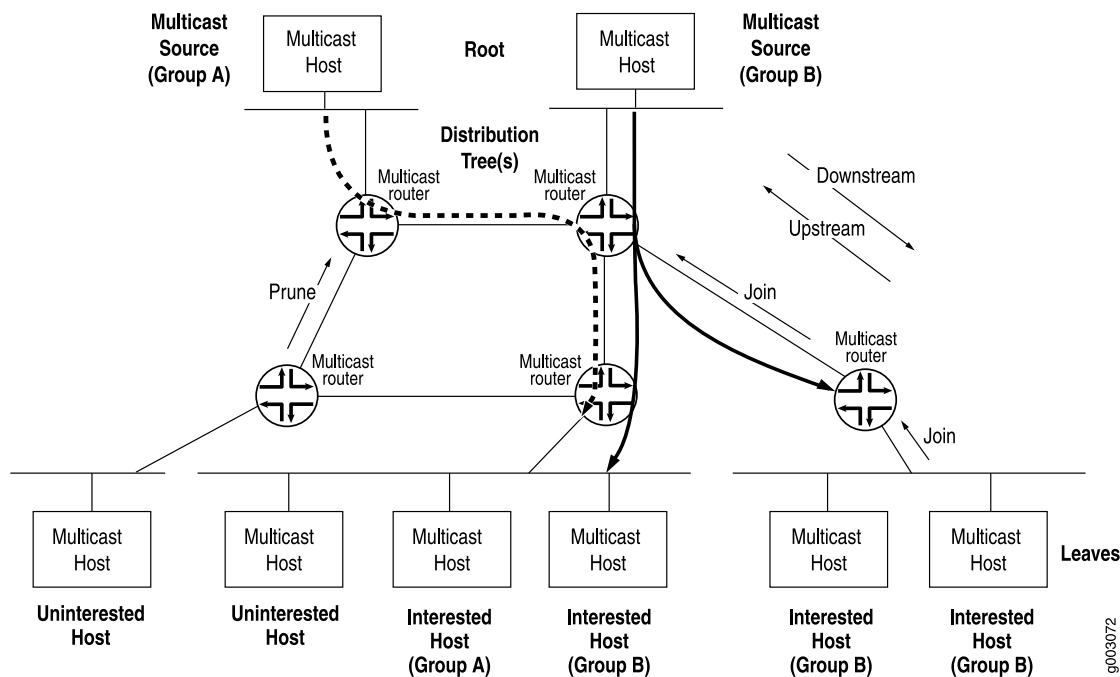 Multicast
Source
(Group A)
Multicast
Host
Root
Multicast
Host
Multicast
Source
(Group B)
Distribution
Tree(s)
Multicast
router
Multicast
router
Downstream
Upstream
Prune
Join
Multicast
router
Multicast
router
Multicast
router
Join
Multicast
Host
Multicast
Host
Multicast
Host
Multicast
Host
Multicast
Host
Multicast
Host
Leaves
Uninterested
Host
Uninterested
Host
Interested
Host
(Group A)
Interested
Host
(Group B)
Interested
Host
(Group B)
Interested
Host
(Group B)
g003072